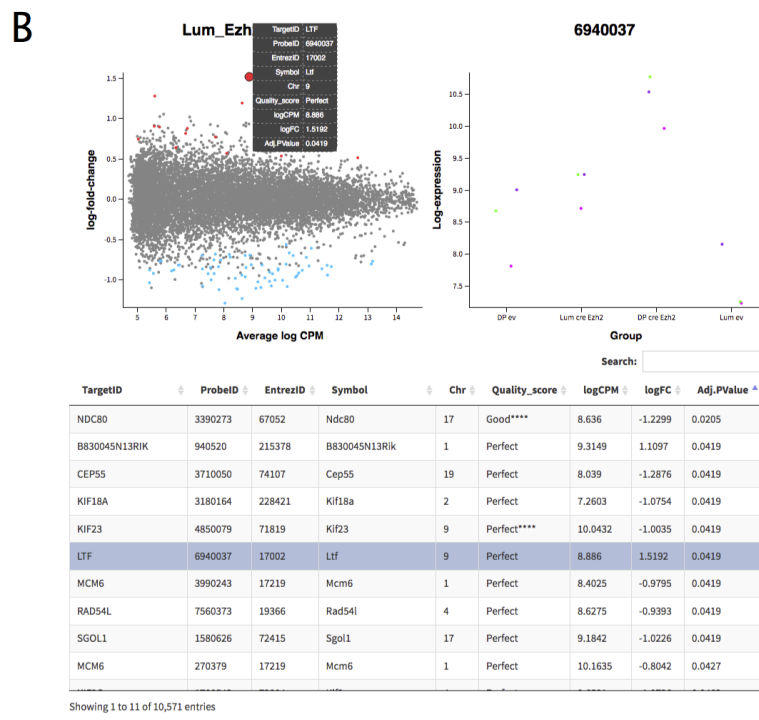 B
Lum_Ezh
TargetID LTF
ProbeID 6940037
EntrezID 17002
Symbol Ltf
Chr 9
Quality_score Perfect
logCPM 8.886
logFC 1.5192
Adj.PValue 0.0419
1.5
1.0
0.5
0.0
-0.5
-1.0
log-fold-change
5 6 7 8 9 10 11 12 13 14
Average log CPM
6940037
10.5
10.0
9.5
9.0
8.5
8.0
7.5
Log-expression
DP ev Lum cre Ezh2 DP cre Ezh2 Lum ev
Group
Search:
TargetID ProbeID EntrezID Symbol Chr Quality_score logCPM logFC Adj.PValue
NDC80 3390273 67052 Ndc80 17 Good**** 8.636 -1.2299 0.0205
B830045N13RIK 940520 215378 B830045N13Rik 1 Perfect 9.3149 1.1097 0.0419
CEP55 3710050 74107 Cep55 19 Perfect 8.039 -1.2876 0.0419
KIF18A 3180164 228421 Kif18a 2 Perfect 7.2603 -1.0754 0.0419
KIF23 4850079 71819 Kif23 9 Perfect**** 10.0432 -1.0035 0.0419
LTF 6940037 17002 Ltf 9 Perfect 8.886 1.5192 0.0419
MCM6 3990243 17219 Mcm6 1 Perfect 8.4025 -0.9795 0.0419
RAD54L 7560373 19366 Rad54l 4 Perfect 8.6275 -0.9393 0.0419
SGOL1 1580626 72415 Sgol1 17 Perfect 9.1842 -1.0226 0.0419
MCM6 270379 17219 Mcm6 1 Perfect 10.1635 -0.8042 0.0427
Showing 1 to 11 of 10,571 entries